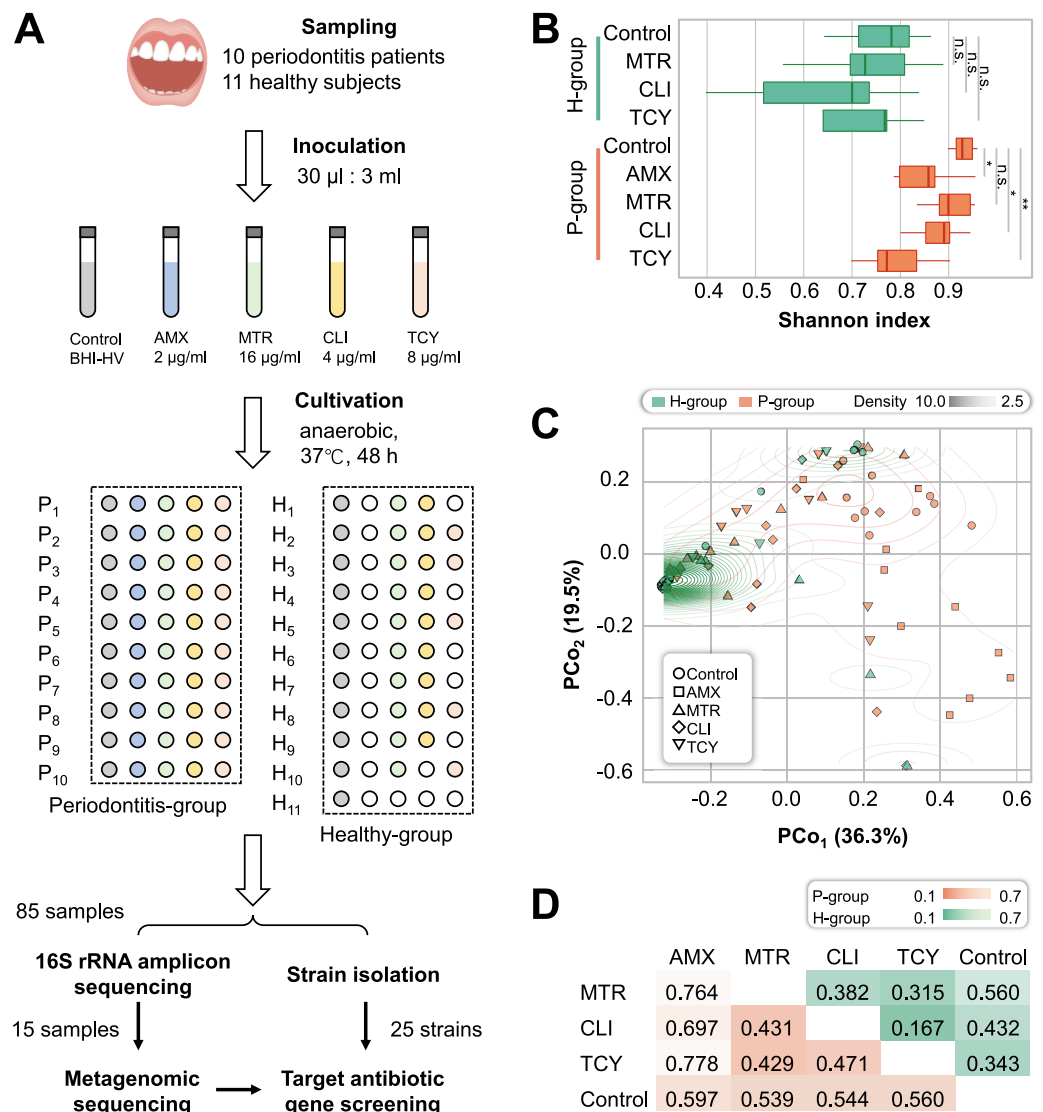 A
Sampling
10 periodontitis patients
11 healthy subjects
Inoculation
30 µl : 3 ml
Control
BHI-HV
AMX
2 µg/ml
MTR
16 µg/ml
CLI
4 µg/ml
TCY
8 µg/ml
Cultivation
anaerobic,
37℃, 48 h
P1
P2
P3
P4
P5
P6
P7
P8
P9
P10
Periodontitis-group
H1
H2
H3
H4
H5
H6
H7
H8
H9
H10
H11
Healthy-group
85 samples
16S rRNA amplicon
sequencing
Strain isolation
15 samples
25 strains
Metagenomic
sequencing
Target antibiotic
gene screening
B
H-group
Control
MTR
CLI
TCY
P-group
Control
AMX
MTR
CLI
TCY
n.s.
n.s.
n.s.
*
n.s.
*
**
0.4 0.5 0.6 0.7 0.8 0.9
Shannon index
C
H-group P-group Density 10.0 2.5
0.2
0.0
-0.2
-0.4
-0.6
PCo2 (19.5%)
Control
AMX
MTR
CLI
TCY
-0.2 0.0 0.2 0.4 0.6
PCo1 (36.3%)
D
P-group 0.1 0.7
H-group 0.1 0.7
AMX MTR CLI TCY Control
MTR 0.764 0.382 0.315 0.560
CLI 0.697 0.431 0.167 0.432
TCY 0.778 0.429 0.471 0.343
Control 0.597 0.539 0.544 0.560